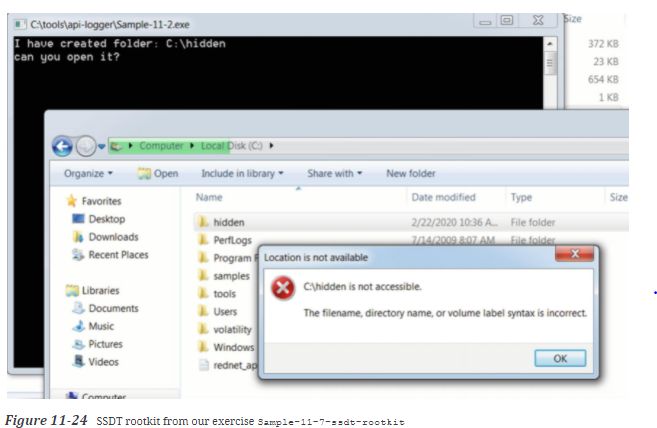 C:\tools\api-logger\Sample-11-2.exe
Size
I have created folder: C:\hidden
can you open it?
372 KB
23 KB
654 KB
1 KB
Computer Local Disk (C:)
Organize Open Include in library Share with New folder
Favorites
Desktop
Downloads
Recent Places
Libraries
Documents
Music
Pictures
Videos
Computer
Name Date modified Type Size
hidden 2/22/2020 10:36 A... File folder
PerfLogs 7/14/2009 8:07 AM File folder
Program F
samples
tools
Users
volatility
Windows
rednet_ap
Location is not available
C:\hidden is not accessible.
The filename, directory name, or volume label syntax is incorrect.
OK
Figure 11-24 SSDT rootkit from our exercise Sample-11-7-ssdt-rootkit